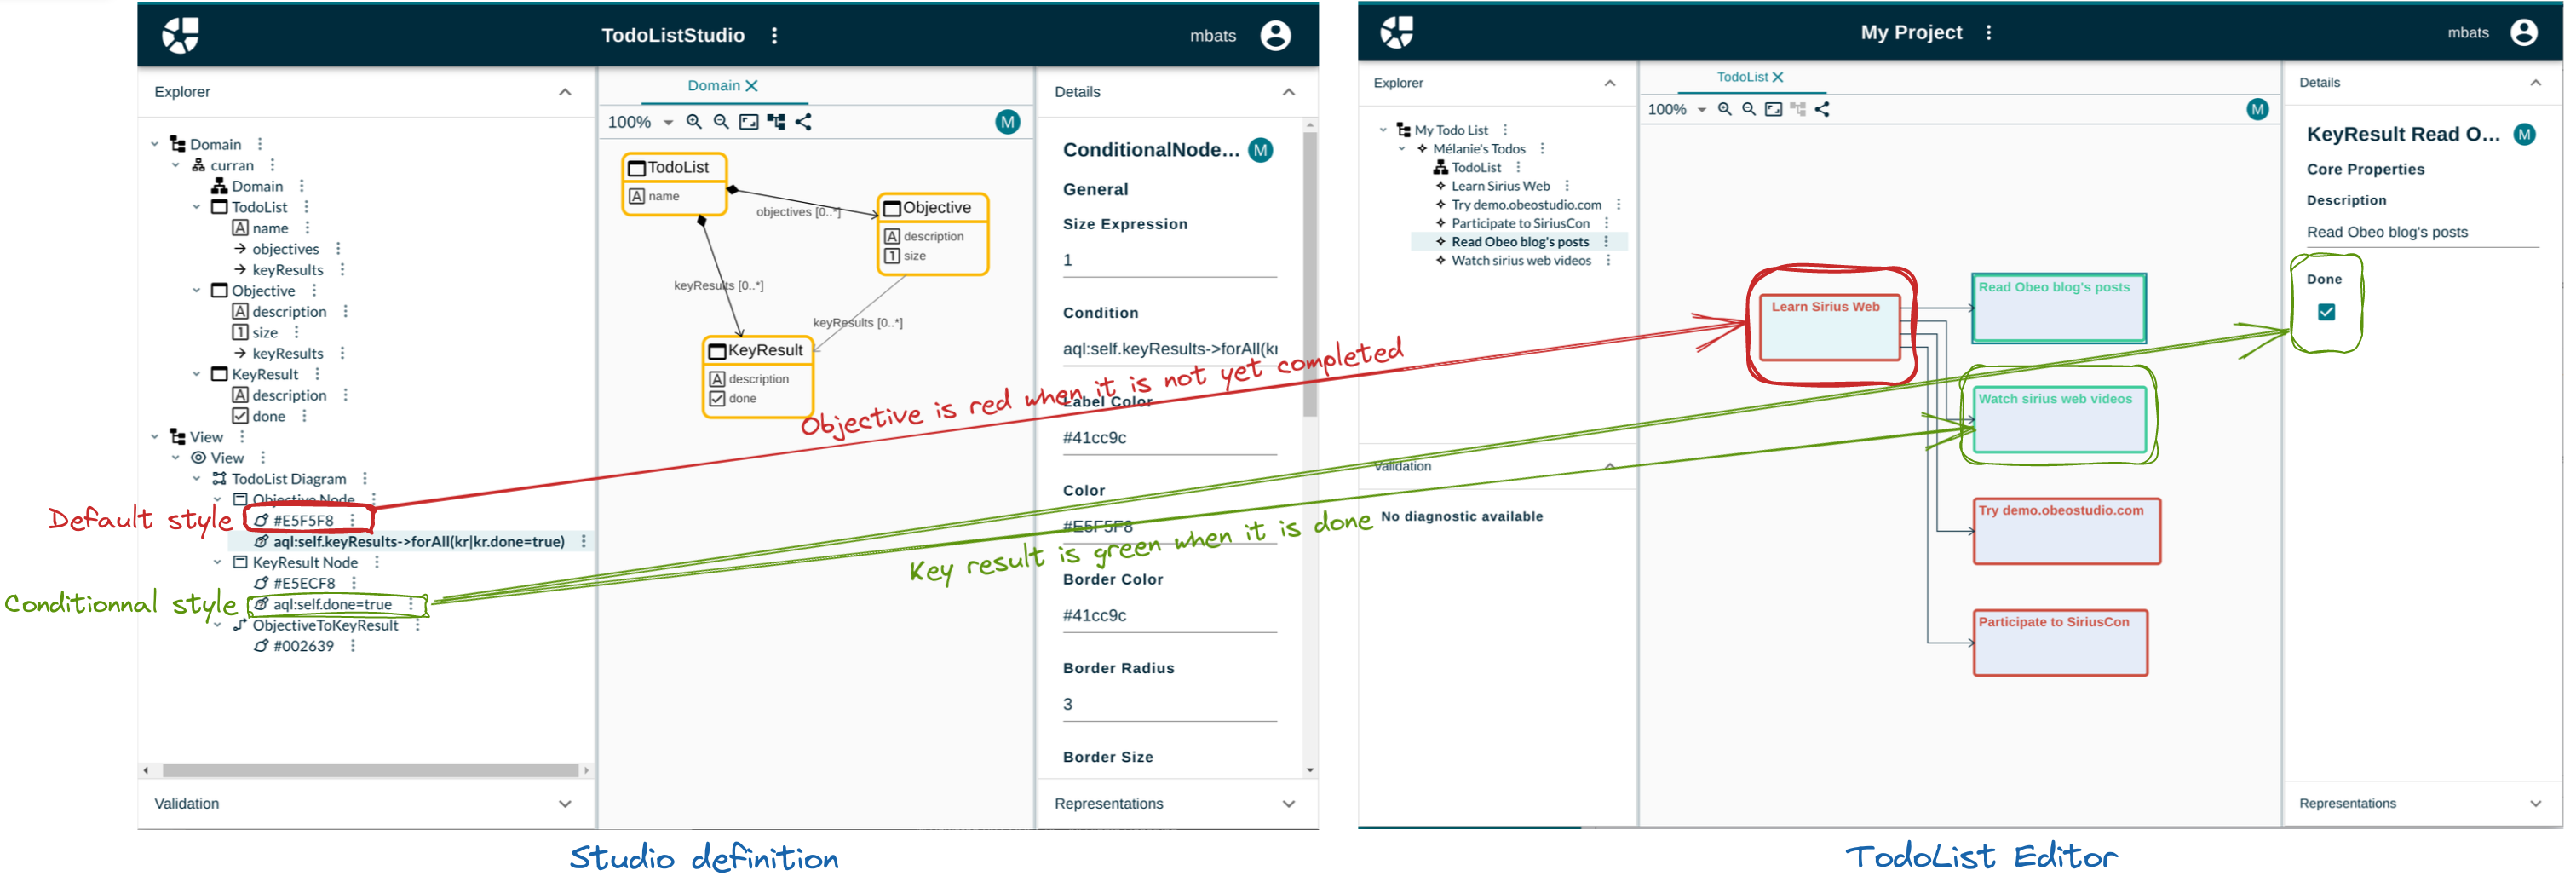 TodoListStudio
mbats
Explorer
Domain
curran
Domain
TodoList
name
objectives
keyResults
Objective
description
size
keyResults
KeyResult
description
done
View
View
TodoList Diagram
Objective Node
#E5F5F8
aql:self.keyResults->forAll(kr|kr.done=true)
KeyResult Node
#E5ECF8
aql:self.done=true
ObjectiveToKeyResult
#002639
Validation
Default style
Conditionnal style
Domain
100%
M
TodoList
name
objectives [0..*]
Objective
description
size
keyResults [0..*]
keyResults [0..*]
KeyResult
description
done
Details
ConditionalNode...
M
General
Size Expression
1
Condition
aql:self.keyResults->forAll(kr
Label Color
#41cc9c
Color
#E5F5F8
Border Color
#41cc9c
Border Radius
3
Border Size
Representations
Objective is red when it is not yet completed
Key result is green when it is done
Studio definition
My Project
mbats
Explorer
My Todo List
Mélanie's Todos
TodoList
Learn Sirius Web
Try demo.obeostudio.com
Participate to SiriusCon
Read Obeo blog's posts
Watch sirius web videos
Validation
No diagnostic available
TodoList
100%
M
Learn Sirius Web
Read Obeo blog's posts
Watch sirius web videos
Try demo.obeostudio.com
Participate to SiriusCon
Details
KeyResult Read O...
M
Core Properties
Description
Read Obeo blog's posts
Done
Representations
TodoList Editor